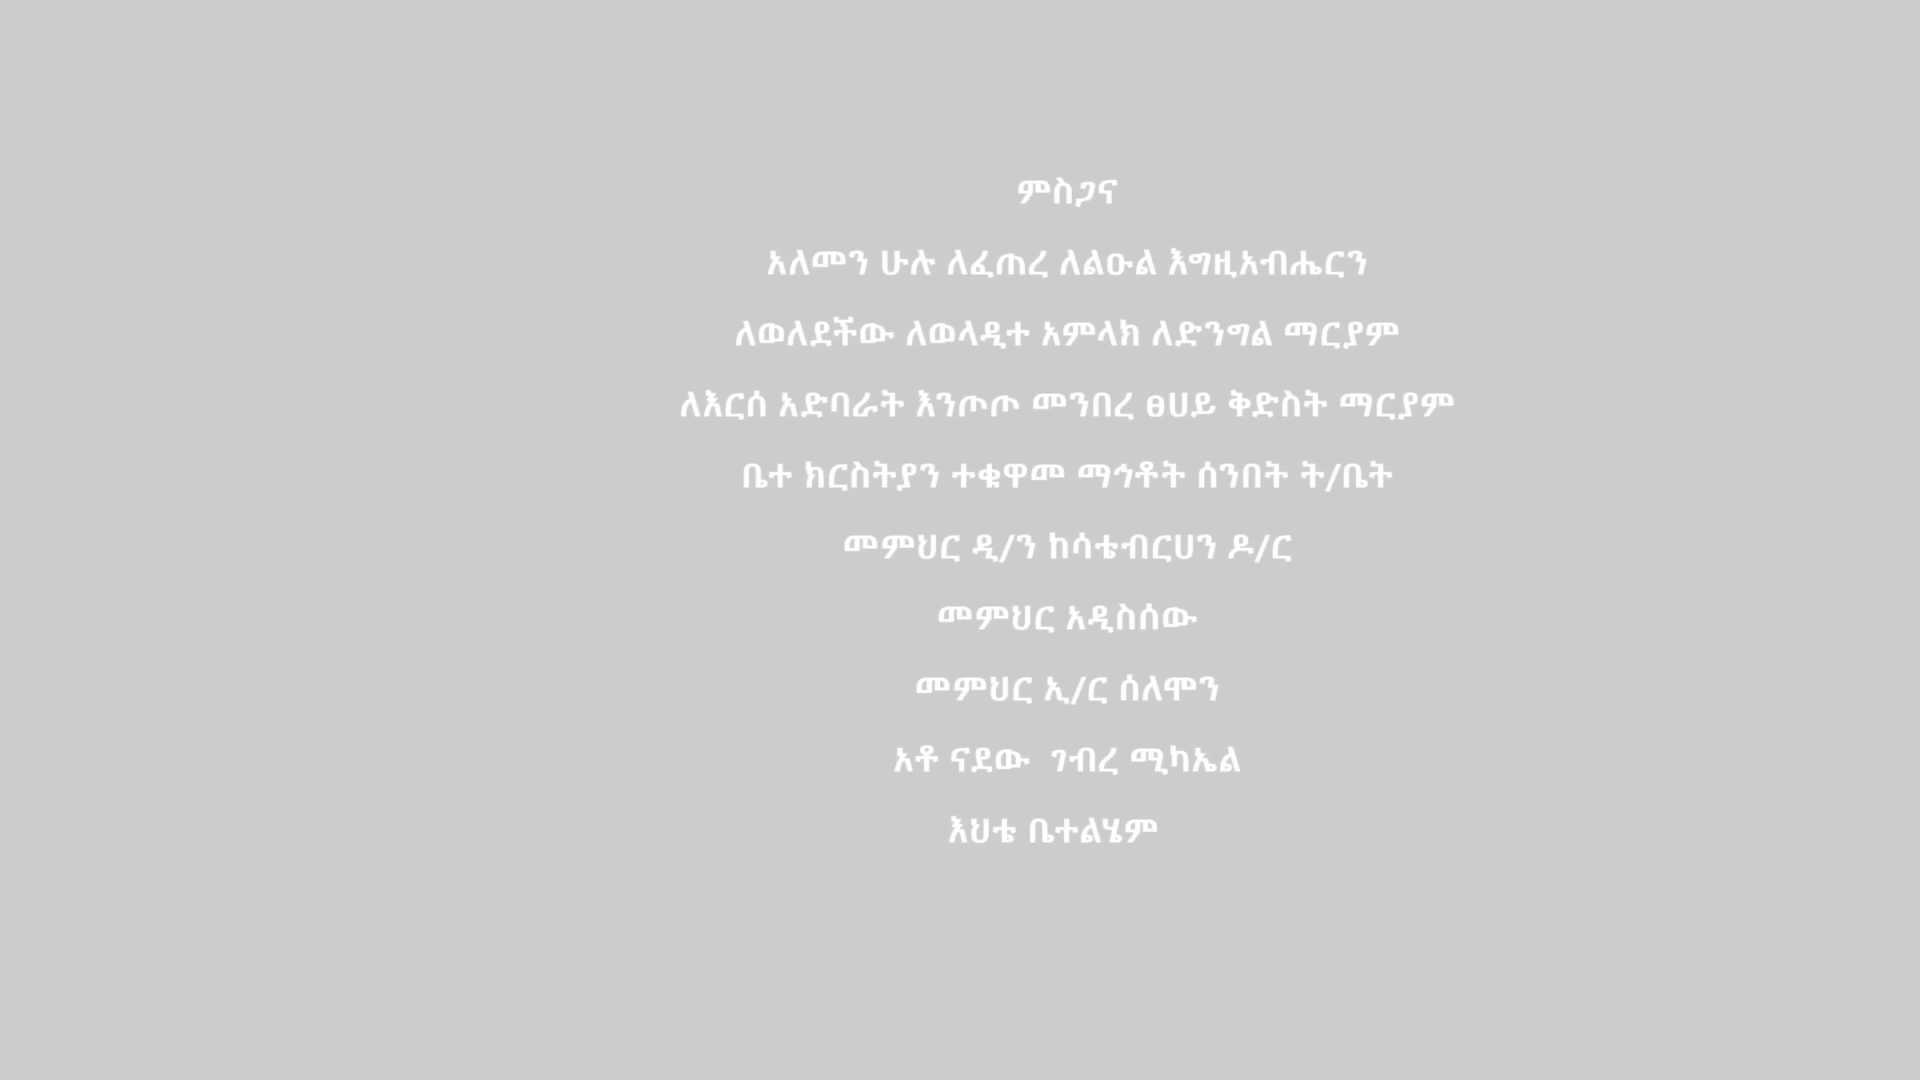 ምስጋና
አለመን ሁሉ ለፈጠረ ለልዑል እግዚአብሔርን
ለወለደችው ለወላዲተ አምላክ ለድንግል ማርያም
ለእርሰ አድባራት እንጦጦ መንበረ ፀሀይ ቅድስት ማርያም
ቤተ ክርስትያን ተቁዋመ ማኅቶት ሰንበት ት/ቤት
መምህር ዲ/ን ከሳቴብርሀን ዶ/ር
መምህር አዲስሰው
መምህር ኢ/ር ሰለሞን
አቶ ናደው  ገብረ ሚካኤል
እህቴ ቤተልሄም